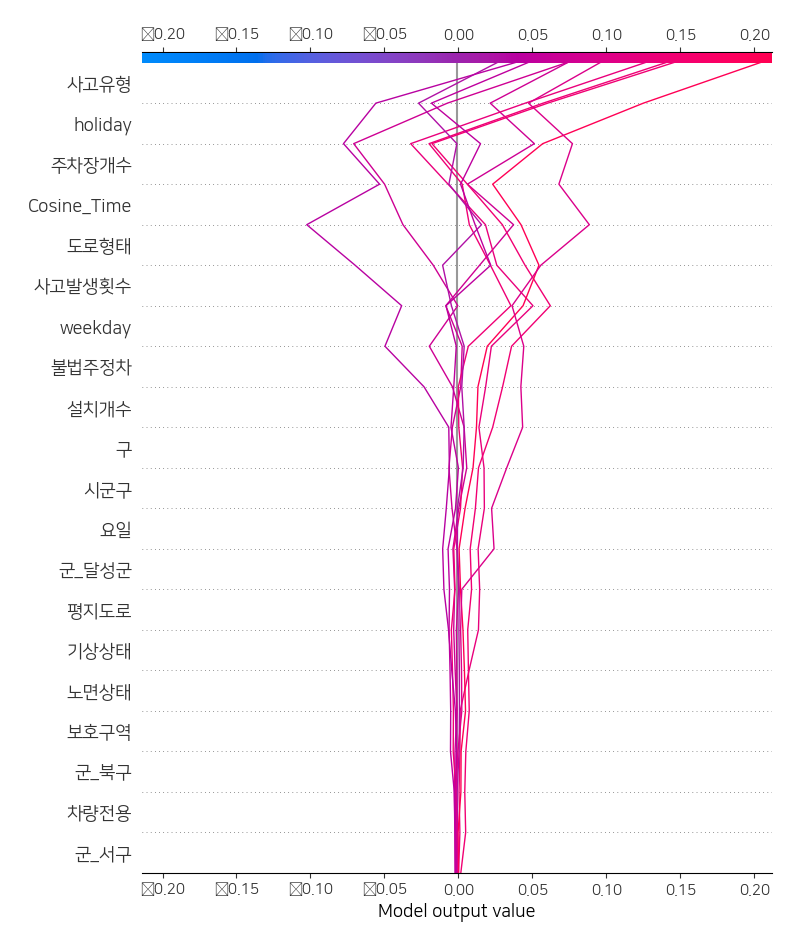 ☒0.20 ☒0.15 ☒0.10 ☒0.05 0.00 0.05 0.10 0.15 0.20
사고유형
holiday
주차장개수
Cosine_Time
도로형태
사고발생횟수
weekday
불법주정차
설치개수
구
시군구
요일
군_달성군
평지도로
기상상태
노면상태
보호구역
군_북구
차량전용
군_서구
☒0.20 ☒0.15 ☒0.10 ☒0.05 0.00 0.05 0.10 0.15 0.20
Model output value